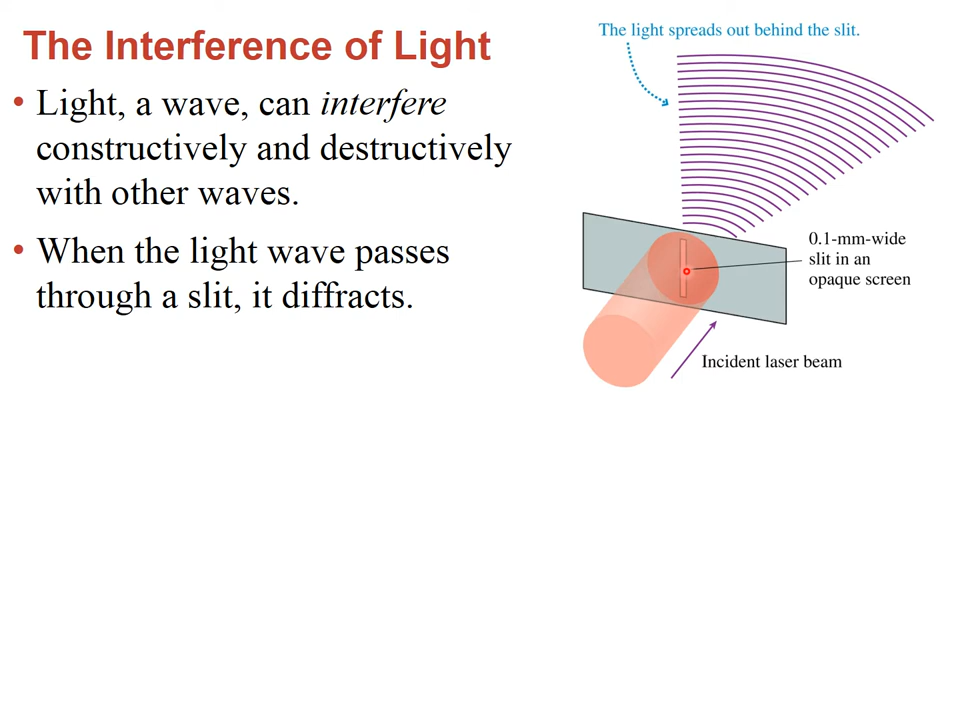 The Interference of Light
• Light, a wave, can interfere
constructively and destructively
with other waves.
• When the light wave passes
through a slit, it diffracts.
The light spreads out behind the slit.
0.1-mm-wide
slit in an
opaque screen
Incident laser beam